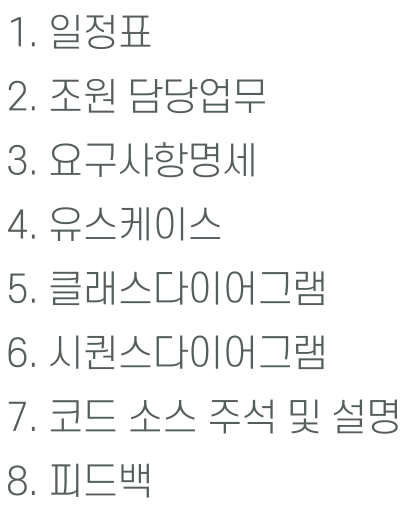 1. 일정표
2. 조원 담당업무
3. 요구사항명세
4. 유스케이스
5. 클래스다이어그램
6. 시퀀스다이어그램
7. 코드 소스 주석 및 설명
8. 피드백